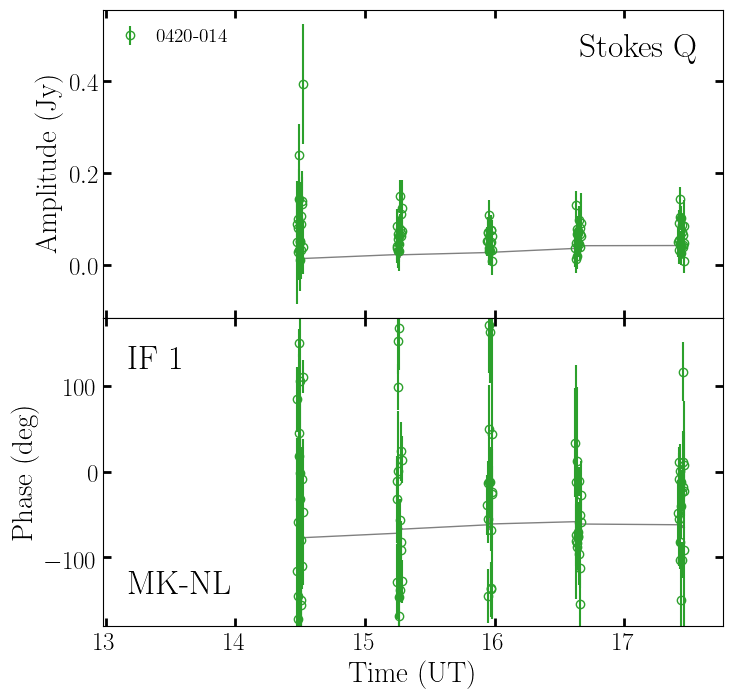 0420-014
Stokes Q
Amplitude (Jy)
0.4
0.2
0.0
IF 1
Phase (deg)
100
0
−100
MK-NL
13 14 15 16 17
Time (UT)